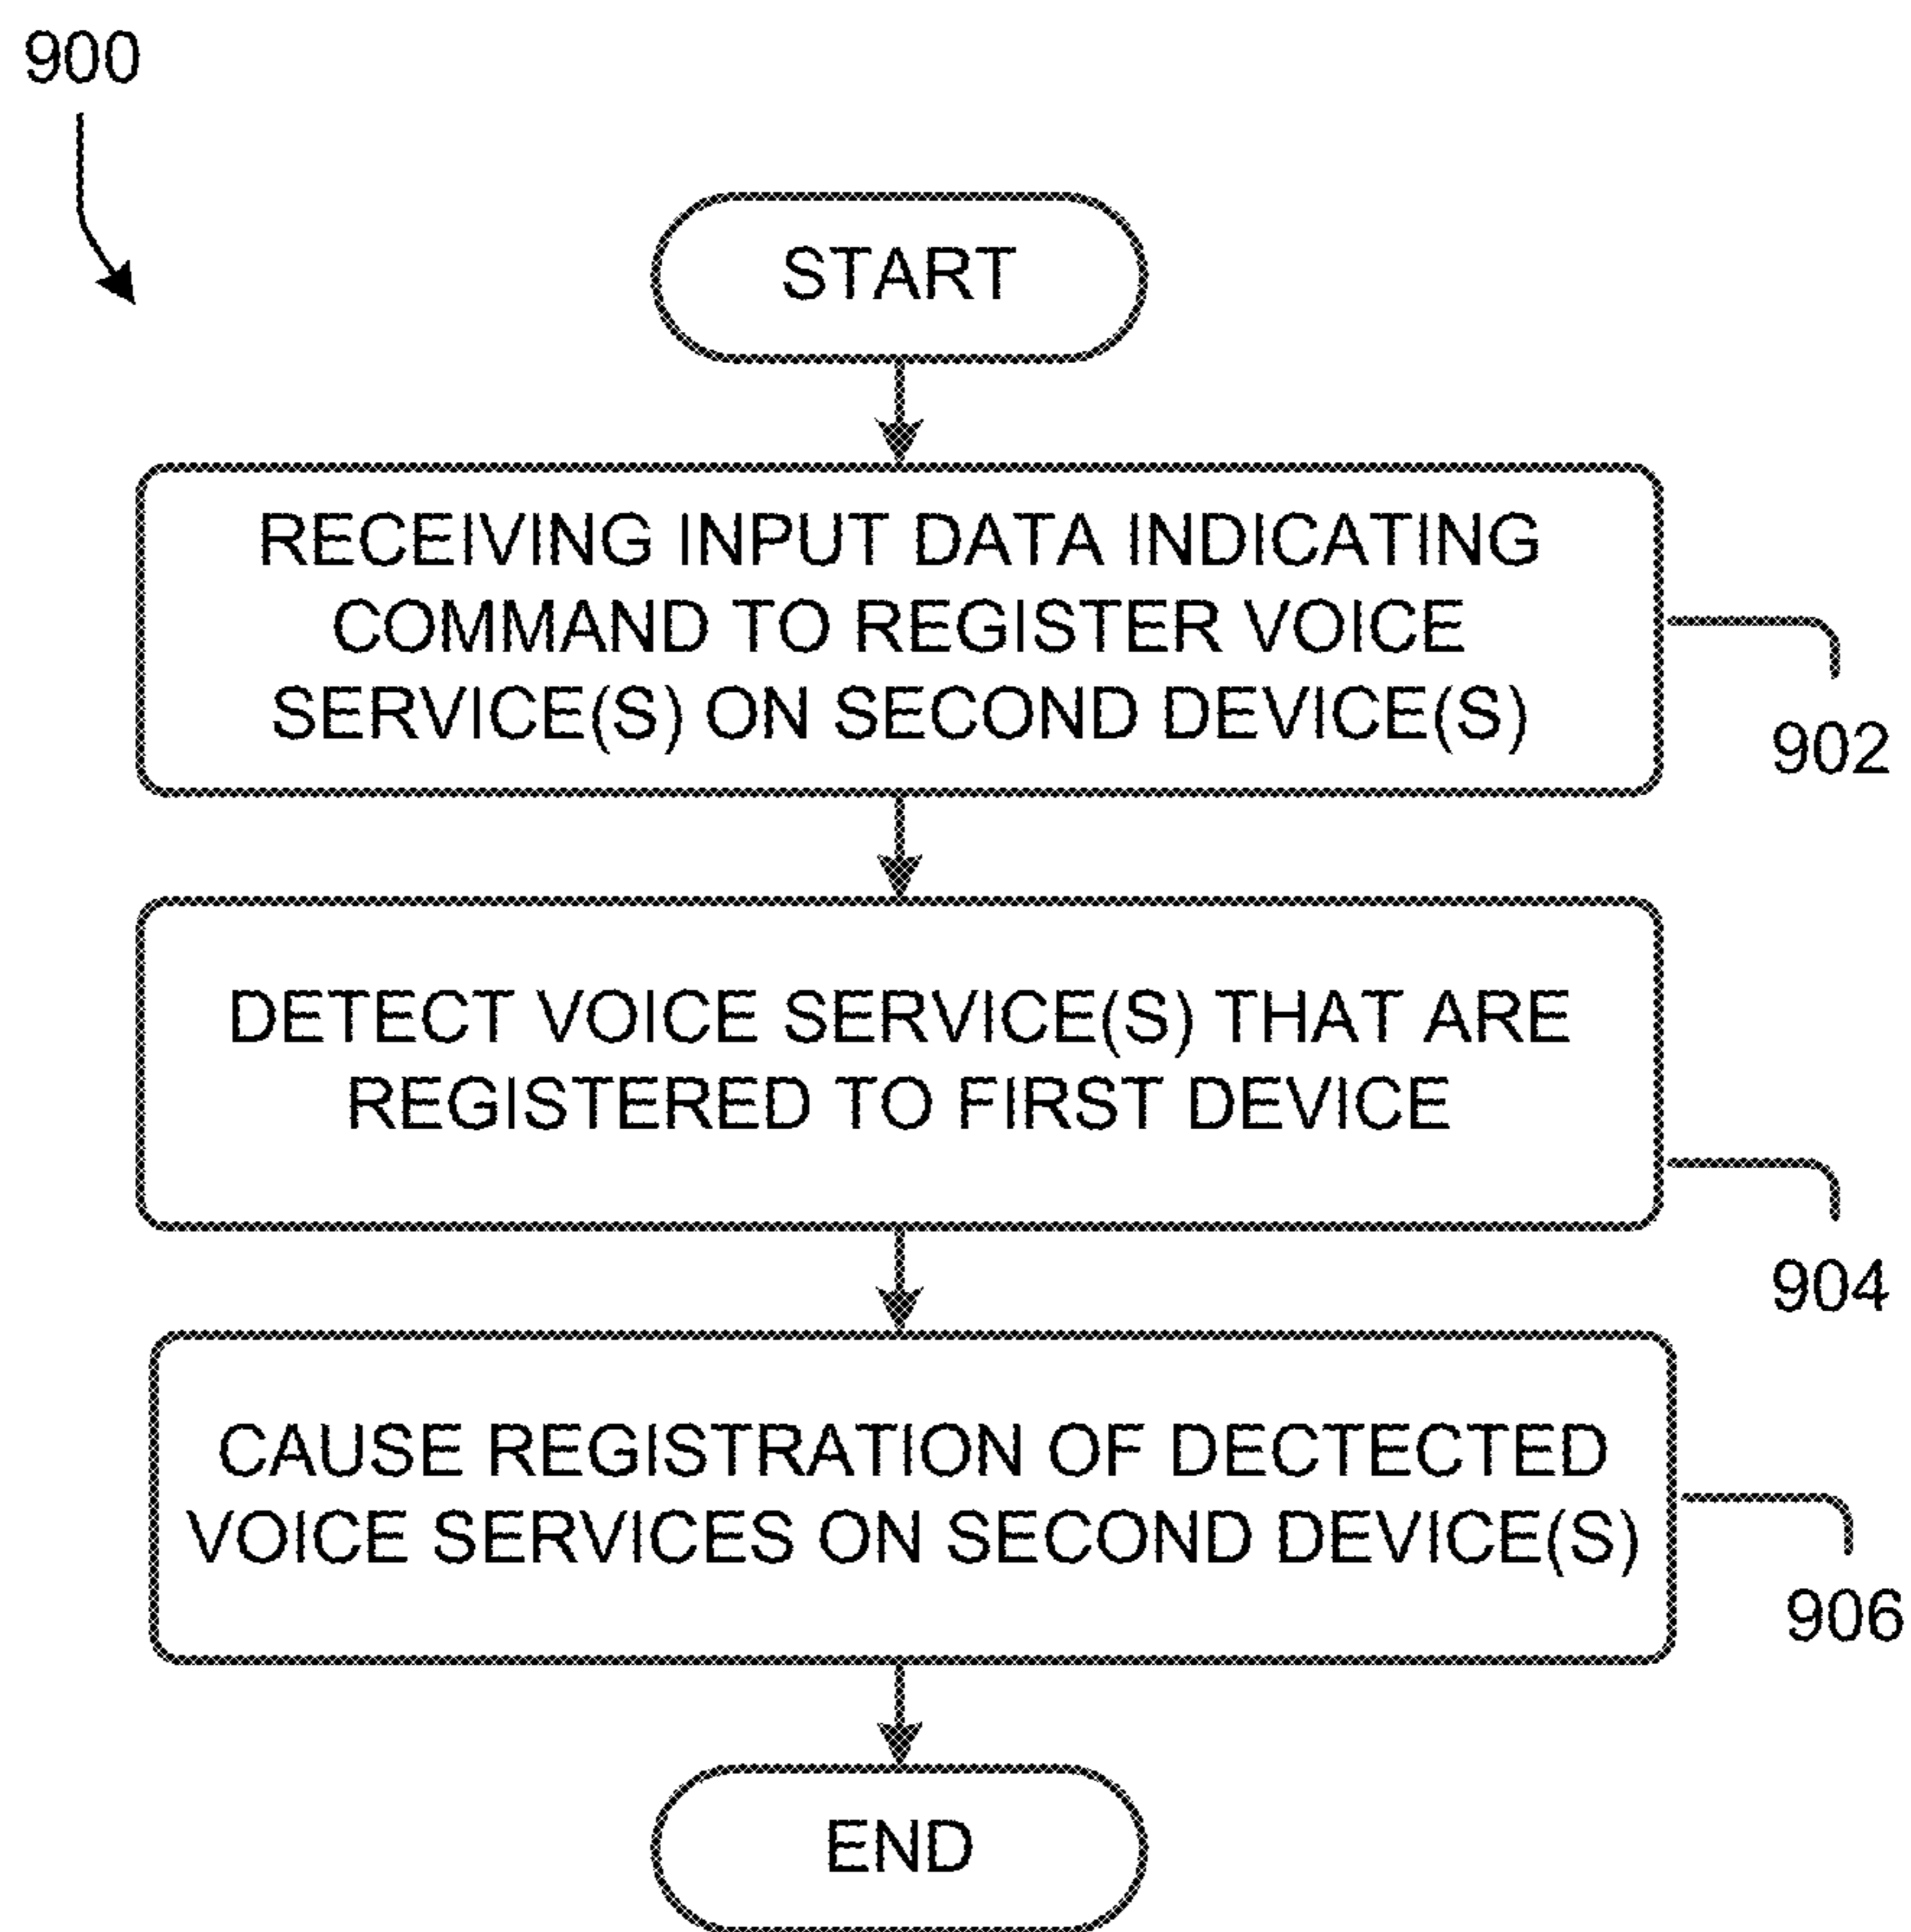 900
START
RECEIVING INPUT DATA INDICATING
COMMAND TO REGISTER VOICE
SERVICE(S) ON SECOND DEVICE(S)
902
DETECT VOICE SERVICE(S) THAT ARE
REGISTERED TO FIRST DEVICE
904
CAUSE REGISTRATION OF DECTECTED
VOICE SERVICES ON SECOND DEVICE(S)
906
END